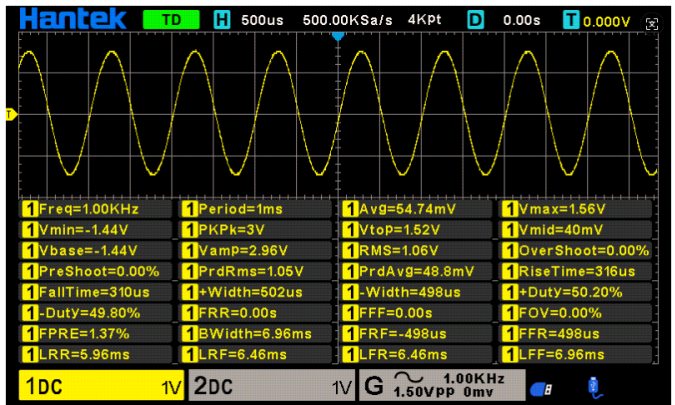 Hantek TD H 500us 500.00KSa/s 4Kpt D 0.00s T 0.000V
T
1 Freq=1.00KHz 1 Period=1ms 1 Avg=54.74mV 1 Vmax=1.56V
1 Vmin=-1.44V 1 PKPk=3V 1 Vtop=1.52V 1 Vmid=40mV
1 Vbase=-1.44V 1 Vamp=2.96V 1 RMS=1.06V 1 OverShoot=0.00%
1 PreShoot=0.00% 1 PrdRms=1.05V 1 PrdAvg=48.8mV 1 RiseTime=316us
1 FallTime=310us 1 +Width=502us 1 -Width=498us 1 +Duty=50.20%
1 -Duty=49.80% 1 FRR=0.00s 1 FFF=0.00s 1 FOV=0.00%
1 FPRE=1.37% 1 BWidth=6.96ms 1 FRF=-498us 1 FFR=498us
1 LRR=5.96ms 1 LRF=6.46ms 1 LFR=6.46ms 1 LFF=6.96ms
1DC 1V 2DC 1V G 1.00KHz
1.50Vpp 0mv